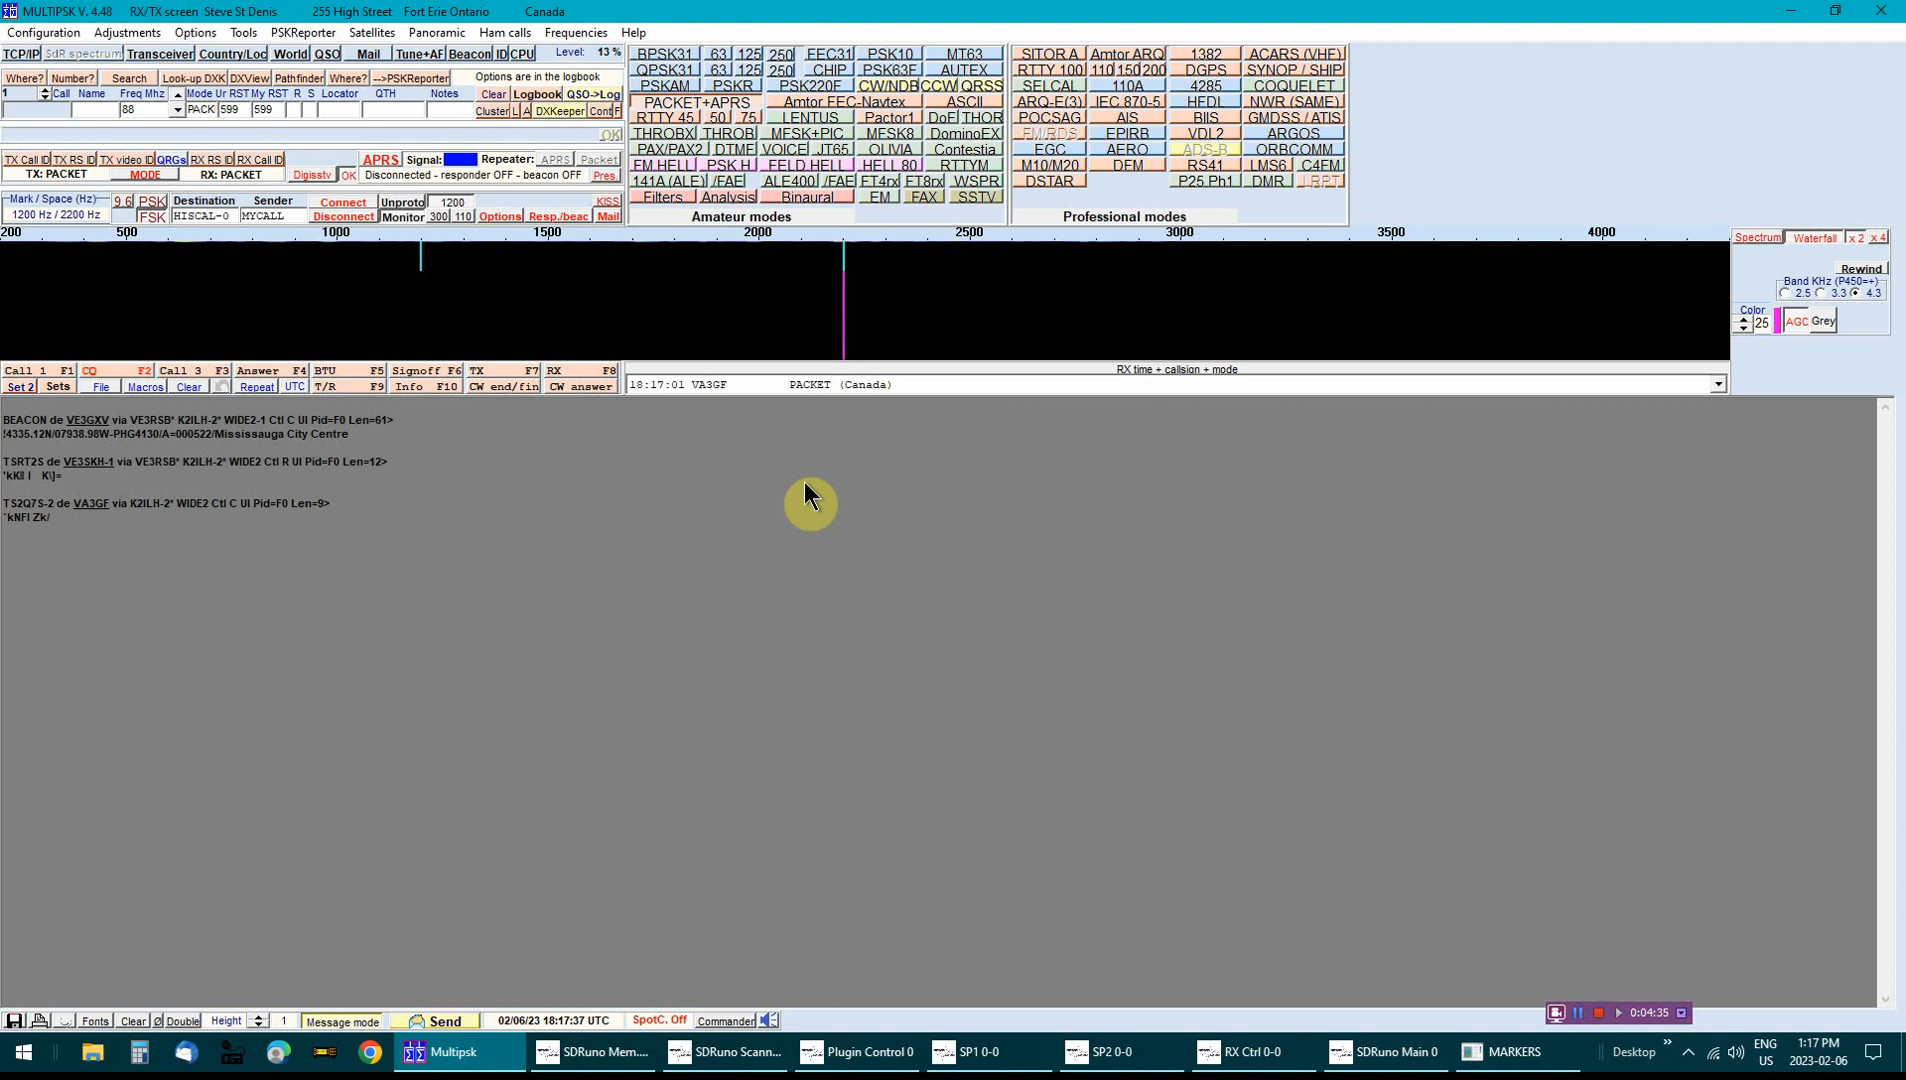 MULTIPSK V. 4.48 RX/TX screen Steve St Denis 255 High Street Fort Erie Ontario Canada
Configuration Adjustments Options Tools PSKReporter Satellites Panoramic Ham calls Frequencies Help
TCP/IP SdR spectrum Transceiver Country/Loc World QSO Mail Tune+AF Beacon ID CPU Level: 13 %
Where? Number? Search Look-up DXK DXView Pathfinder Where? -->PSKReporter Options are in the logbook
1 Call Name Freq Mhz Mode Ur RST My RST R S Locator QTH Notes Clear Logbook QSO->Log
88 PACK 599 599 Cluster L A DXKeeper Cont F
OK
TX Call ID TX RS ID TX video ID QRGs RX RS ID RX Call ID APRS Signal: Repeater: APRS Packet
TX: PACKET MODE RX: PACKET Digisstv OK Disconnected - responder OFF - beacon OFF Pres.
Mark / Space (Hz) 9.6 PSK Destination Sender Connect Unproto 1200 KISS
1200 Hz / 2200 Hz FSK HISCAL-0 MYCALL Disconnect Monitor 300 110 Options Resp./beac Mail
BPSK31 63 125 250 FEC31 PSK10 MT63
QPSK31 63 125 250 CHIP PSK63F AUTEX
PSKAM PSKR PSK220F CW/NDB CCW QRSS
PACKET+APRS Amtor FEC-Navtex ASCII
RTTY 45 50 75 LENTUS Pactor1 DoF THOR
THROBX THROB MFSK+PIC MFSK8 DominoEX
PAX/PAX2 DTMF VOICE JT65 OLIVIA Contestia
FM HELL PSK H FELD HELL HELL 80 RTTYM
141A (ALE) /FAE ALE400 /FAE FT4rx FT8rx WSPR
Filters Analysis Binaural EM FAX SSTV
Amateur modes
SITOR A Amtor ARQ 1382 ACARS (VHF)
RTTY 100 110 150 200 DGPS SYNOP / SHIP
SELCAL 110A 4285 COQUELET
ARQ-E(3) IEC 870-5 HFDL NWR (SAME)
POCSAG AIS BIIS GMDSS / ATIS
FM/RDS EPIRB VDL2 ARGOS
EGC AERO ADS-B ORBCOMM
M10/M20 DFM RS41 LMS6 C4FM
DSTAR P25 Ph1 DMR LRPT
Professional modes
200 500 1000 1500 2000 2500 3000 3500 4000
Spectrum Waterfall x 2 x 4
Rewind
Band KHz (P450=+)
2.5 3.3 4.3
Color
25 AGC Grey
Call 1 F1 CQ F2 Call 3 F3 Answer F4 BTU F5 Signoff F6 TX F7 RX F8 RX time + callsign + mode
Set 2 Sets File Macros Clear Repeat UTC T/R F9 Info F10 CW end/fin CW answer 18:17:01 VA3GF PACKET (Canada)
BEACON de VE3GXV via VE3RSB* K2ILH-2* WIDE2-1 Ctl C UI Pid=F0 Len=61>
!4335.12N/07938.98W-PHG4130/A=000522/Mississauga City Centre
TSRT2S de VE3SKH-1 via VE3RSB* K2ILH-2* WIDE2 Ctl R UI Pid=F0 Len=12>
TS2Q7S-2 de VA3GF via K2ILH-2* WIDE2 Ctl C UI Pid=F0 Len=9>
`kNFl Zk/
Fonts Clear Ø Double Height 1 Message mode Send 02/06/23 18:17:37 UTC SpotC. Off Commander
0:04:35
Multipsk SDRuno Mem.... SDRuno Scann... Plugin Control 0 SP1 0-0 SP2 0-0 RX Ctrl 0-0 SDRuno Main 0 MARKERS Desktop » ENG US 1:17 PM 2023-02-06